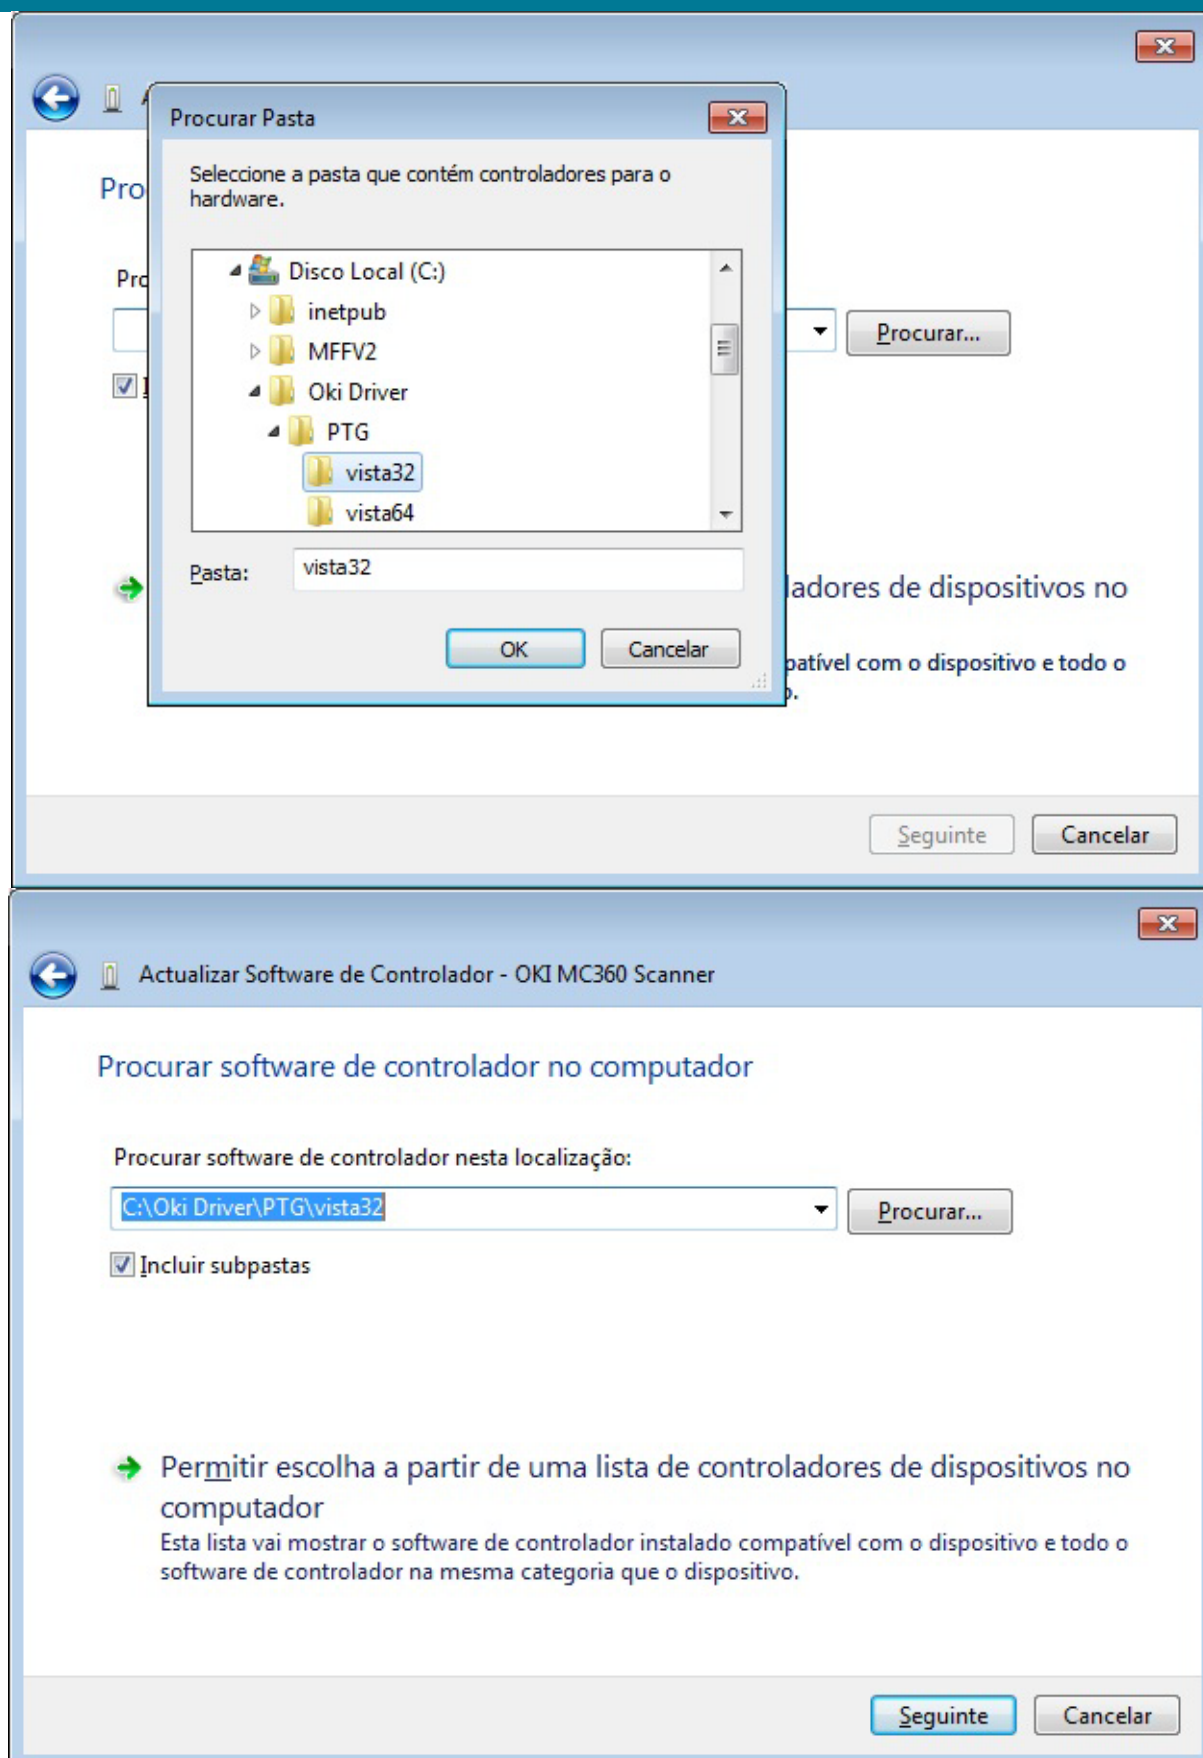 Procurar Pasta
Seleccione a pasta que contém controladores para o
hardware.
Pro
Disco Local (C:)
Pro
inetpub
MFFV2
Procurar...
Oki Driver
PTG
vista32
vista64
Pasta: vista32
ladores de dispositivos no
OK Cancelar
patível com o dispositivo e todo o
Seguinte Cancelar
Actualizar Software de Controlador - OKI MC360 Scanner
Procurar software de controlador no computador
Procurar software de controlador nesta localização:
C:\Oki Driver\PTG\vista32 Procurar...
Incluir subpastas
Permitir escolha a partir de uma lista de controladores de dispositivos no
computador
Esta lista vai mostrar o software de controlador instalado compatível com o dispositivo e todo o
software de controlador na mesma categoria que o dispositivo.
Seguinte Cancelar